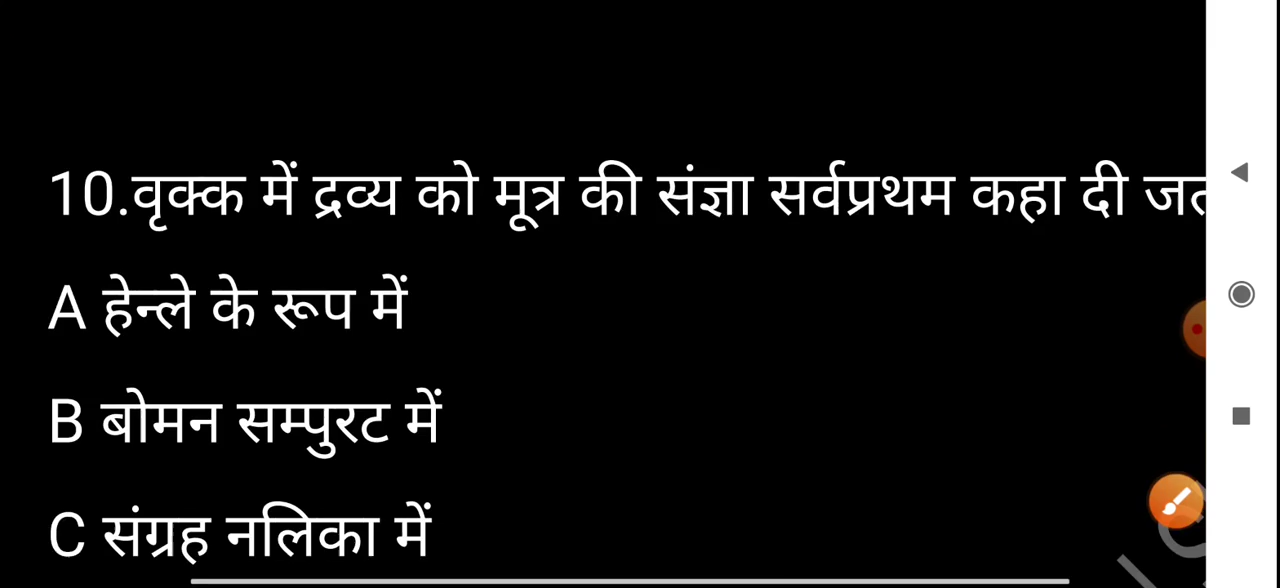 10.वृक्क में द्रव्य को मूत्र की संज्ञा सर्वप्रथम कहा दी
A हेन्ले के रूप में
B बोमन सम्पुरट में
C संग्रह नलिका में